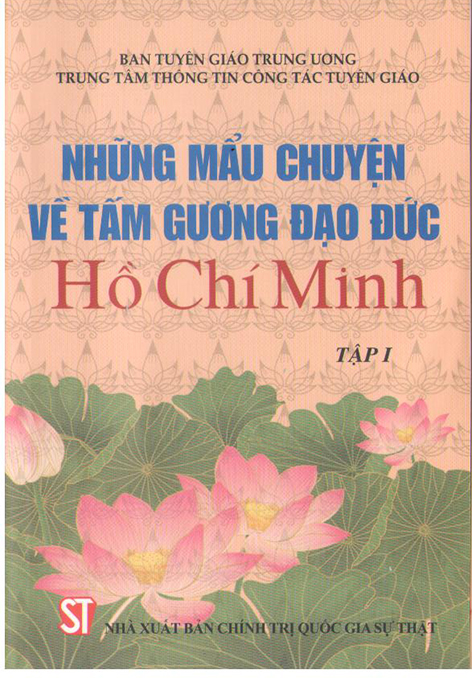 BAN TUYÊN GIÁO TRUNG ƯƠNG
TRUNG TÂM THÔNG TIN CÔNG TÁC TUYÊN GIÁO
NHỮNG MẨU CHUYỆN
VỀ TẤM GƯƠNG ĐẠO ĐỨC
Hồ Chí Minh
TẬP I
ST
NHÀ XUẤT BẢN CHÍNH TRỊ QUỐC GIA SỰ THẬT